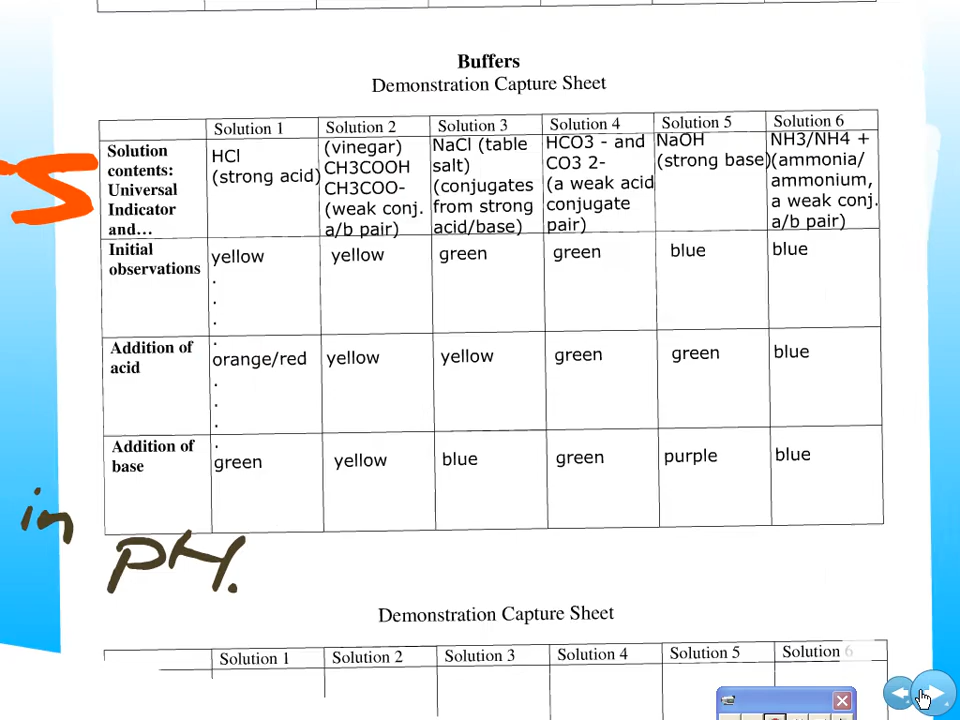 Buffers
Demonstration Capture Sheet
Solution 1 Solution 2 Solution 3 Solution 4 Solution 5 Solution 6
Solution
contents:
Universal
Indicator
and...
HCl
(strong acid)
(vinegar)
CH3COOH
CH3COO-
(weak conj.
a/b pair)
NaCl (table
salt)
(conjugates
from strong
acid/base)
HCO3 - and
CO3 2-
(a weak acid
conjugate
pair)
NaOH
(strong base)
NH3/NH4 +
(ammonia/
ammonium,
a weak conj.
a/b pair)
Initial
observations
yellow
.
.
.
yellow
green
green
blue
blue
Addition of
acid
.
orange/red
.
.
.
yellow
yellow
green
green
blue
Addition of
base
.
green
yellow
blue
green
purple
blue
S
in
pH.
Demonstration Capture Sheet
Solution 1 Solution 2 Solution 3 Solution 4 Solution 5 Solution 6